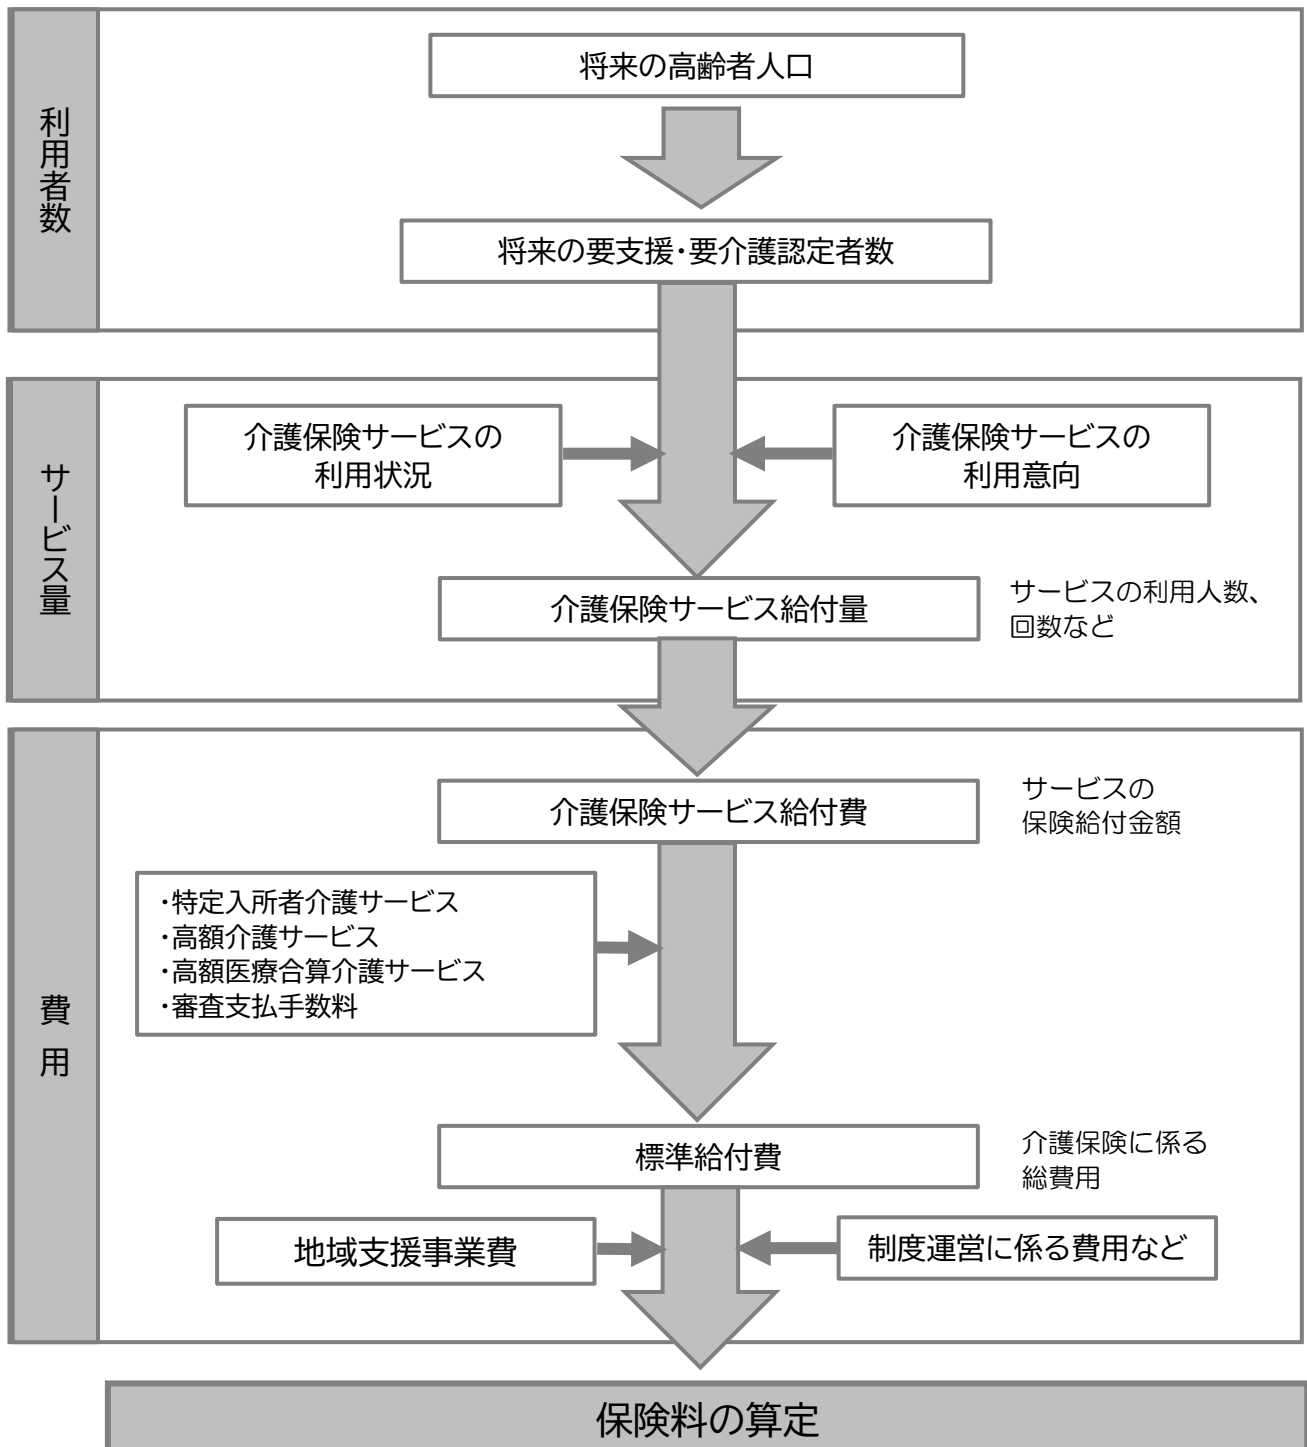 利用者数
将来の高齢者人口
将来の要支援・要介護認定者数
サービス量
介護保険サービスの
利用状況
介護保険サービスの
利用意向
介護保険サービス給付量
サービスの利用人数、
回数など
費用
介護保険サービス給付費
サービスの
保険給付金額
・特定入所者介護サービス
・高額介護サービス
・高額医療合算介護サービス
・審査支払手数料
標準給付費
介護保険に係る
総費用
地域支援事業費
制度運営に係る費用など
保険料の算定